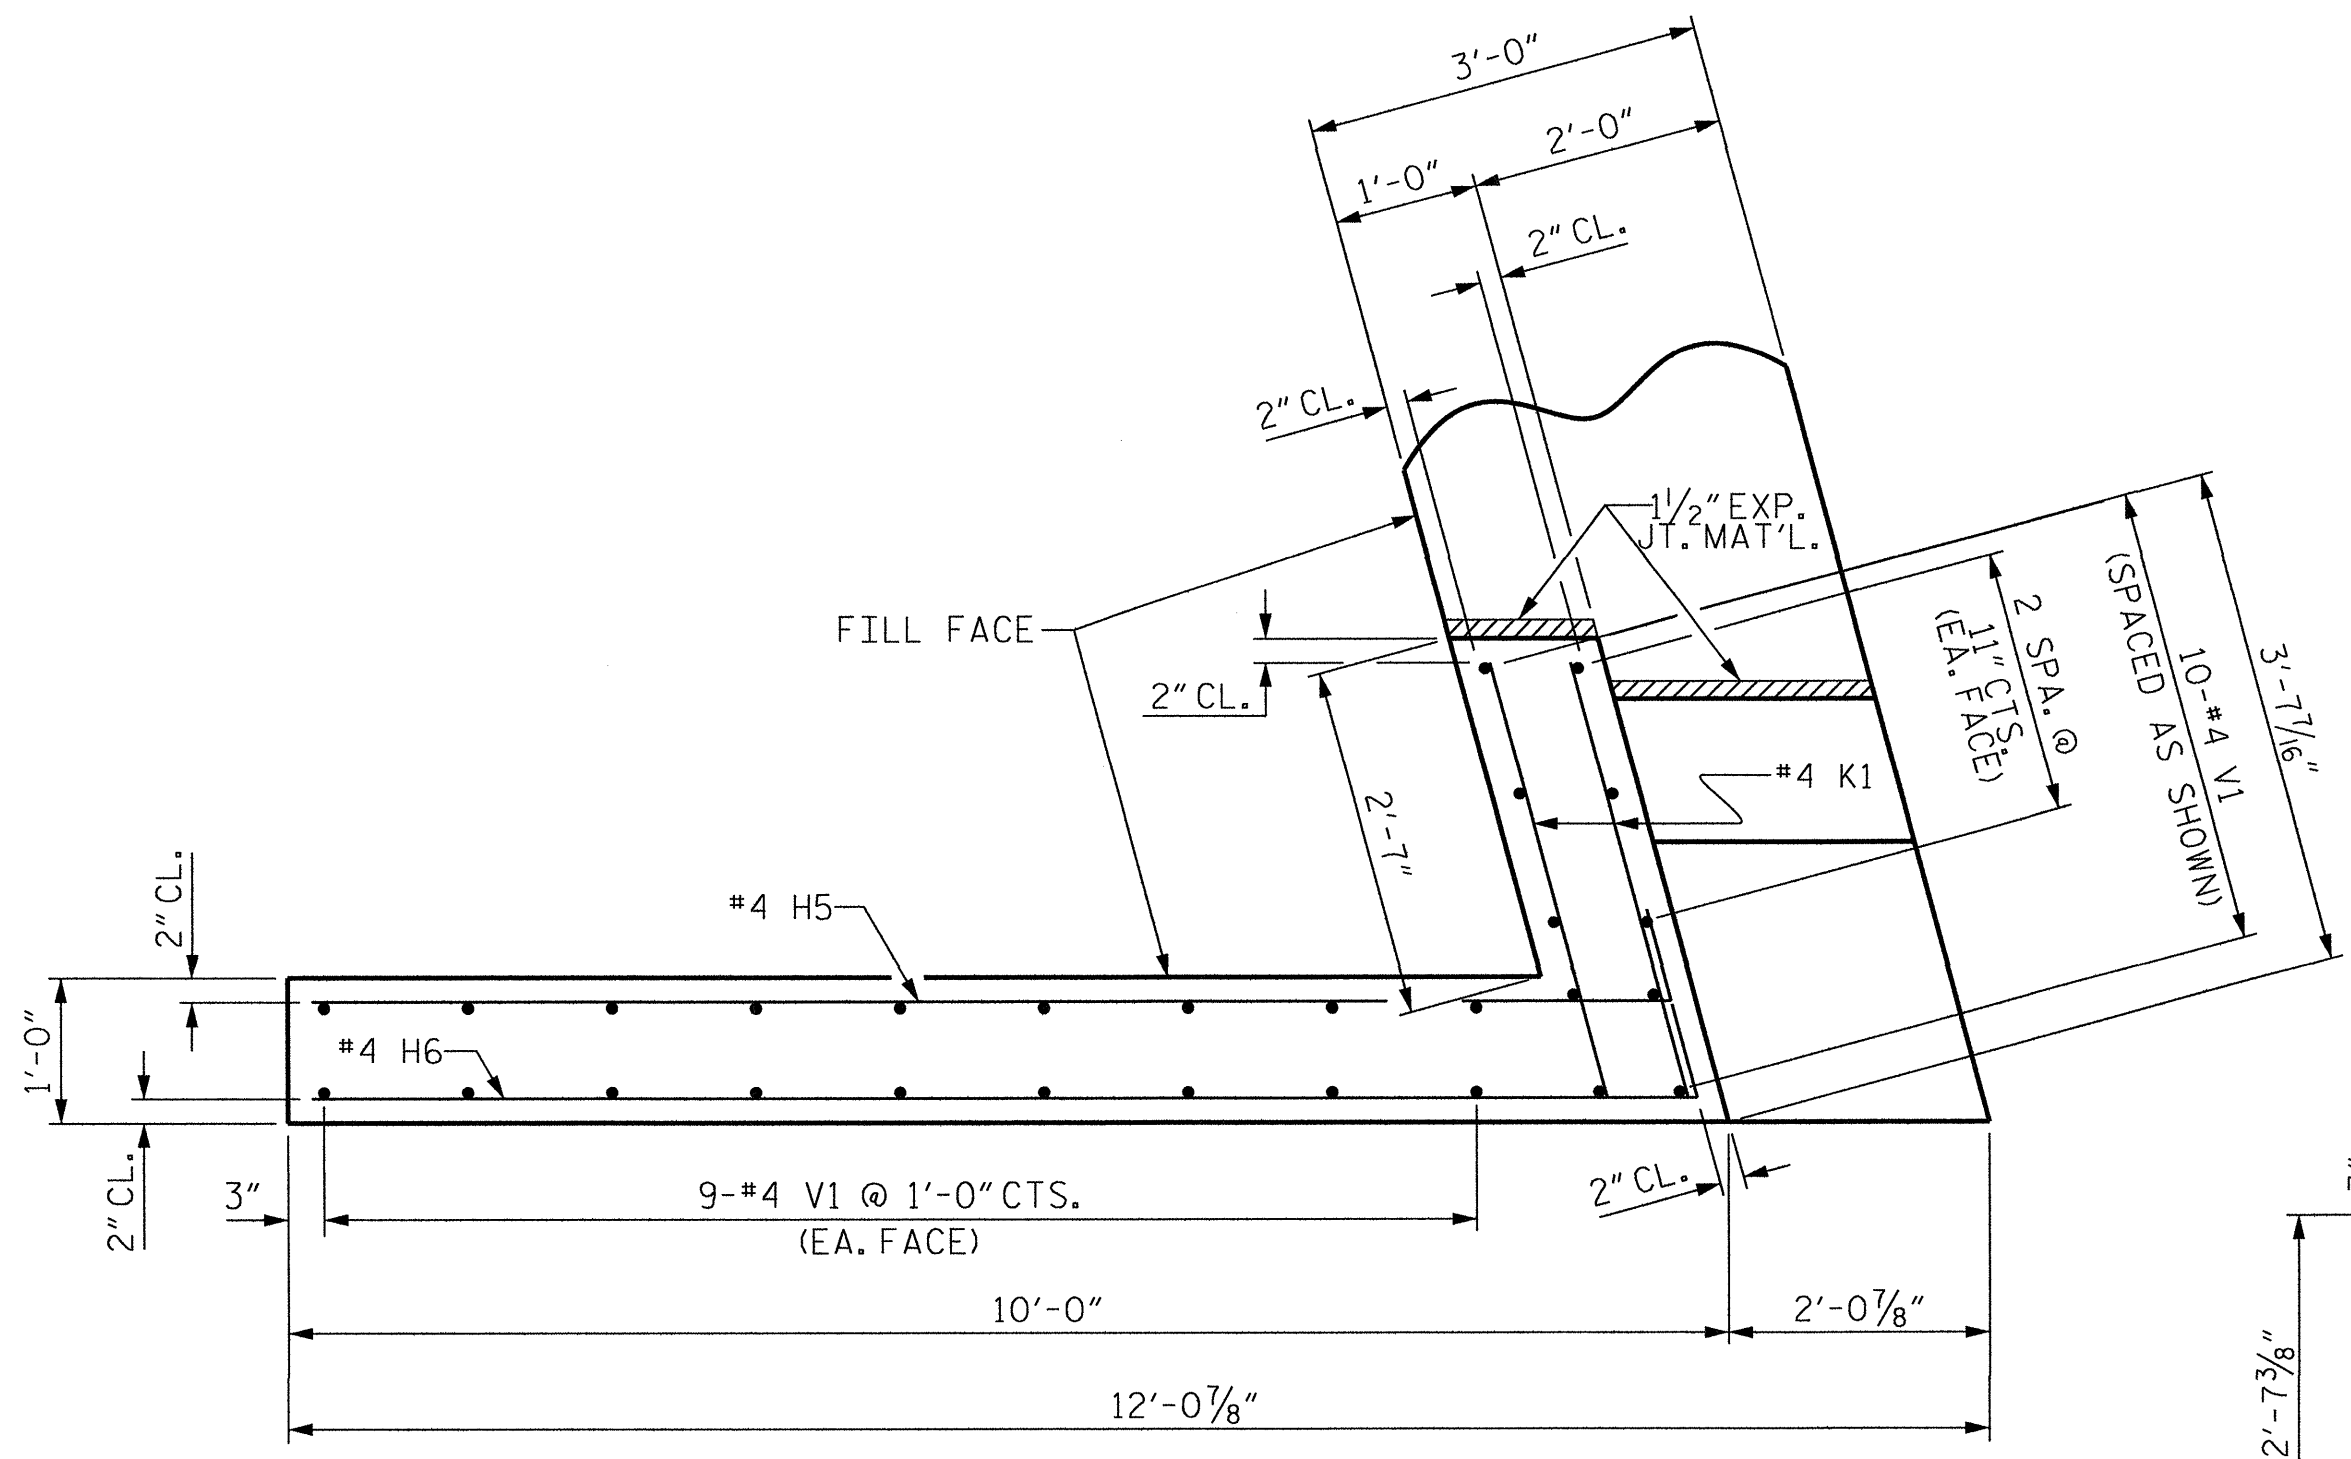 3'-0"
2'-0"
1'-0"
2" CL.
2" CL.
1½" EXP.
JT. MAT'L.
FILL FACE
2" CL.
2 SPA. @
11" CTS.
(EA. FACE)
10-#4 V1
(SPACED AS SHOWN)
3'-7 7/16"
#4 K1
2'-7"
#4 H5
2" CL.
1'-0"
#4 H6
2" CL.
3"
9-#4 V1 @ 1'-0" CTS.
(EA. FACE)
2" CL.
10'-0"
2'-0⅞"
12'-0⅞"
2'-7⅜"